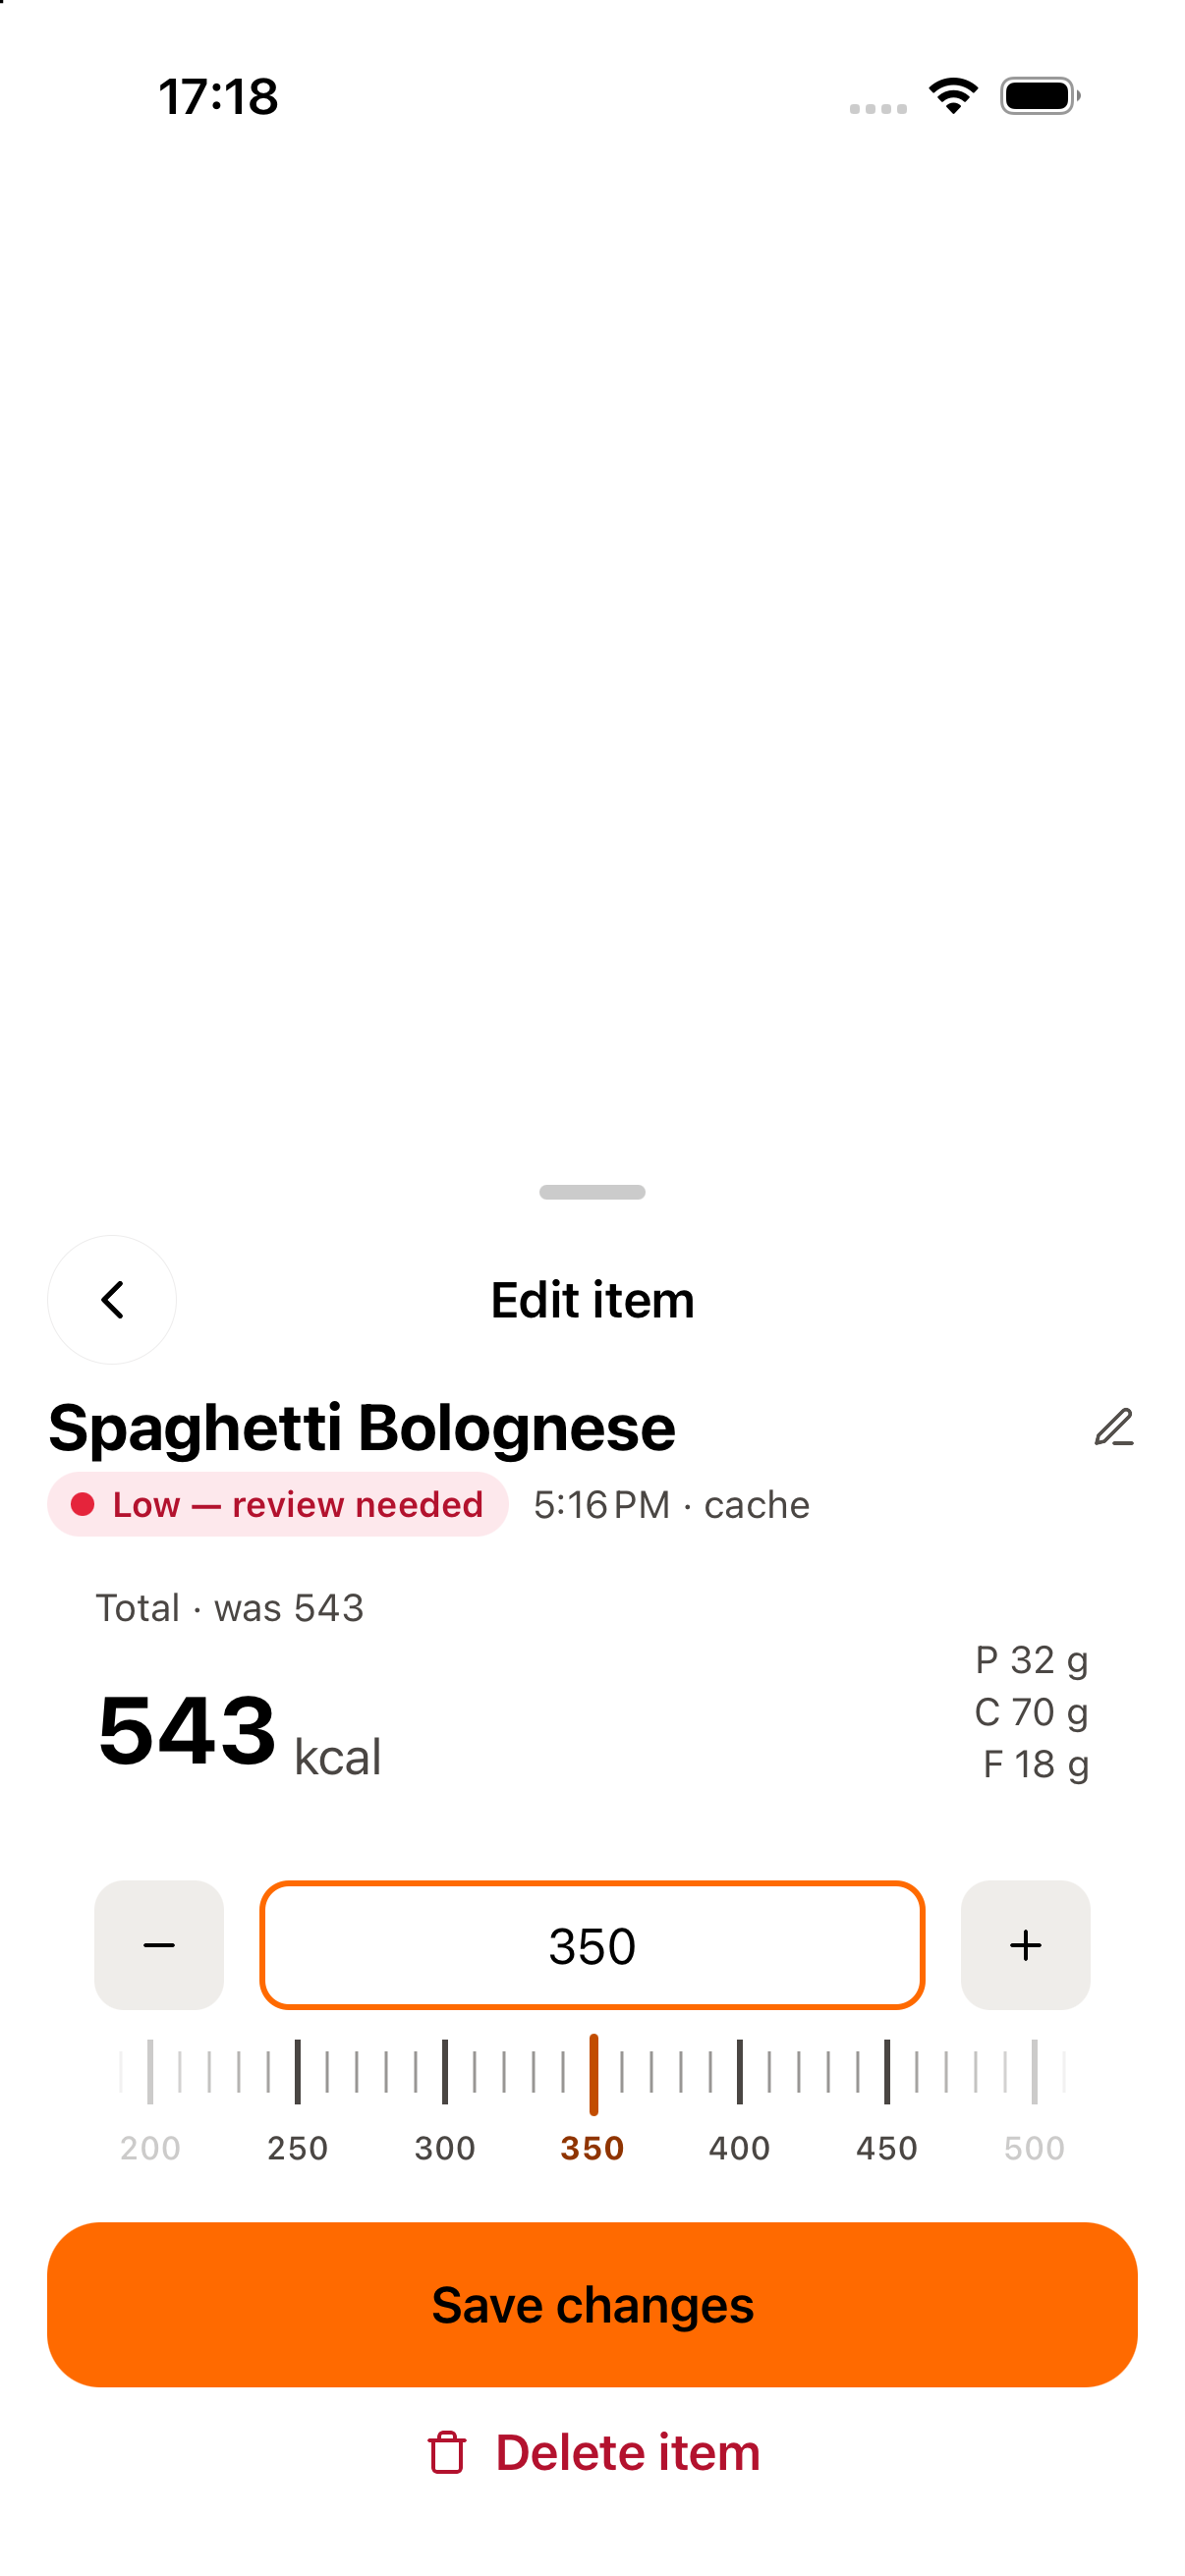 17:18
Edit item
Spaghetti Bolognese
Low — review needed 5:16 PM · cache
Total · was 543
P 32 g
C 70 g
F 18 g
543 kcal
350
200 250 300 350 400 450 500
Save changes
Delete item